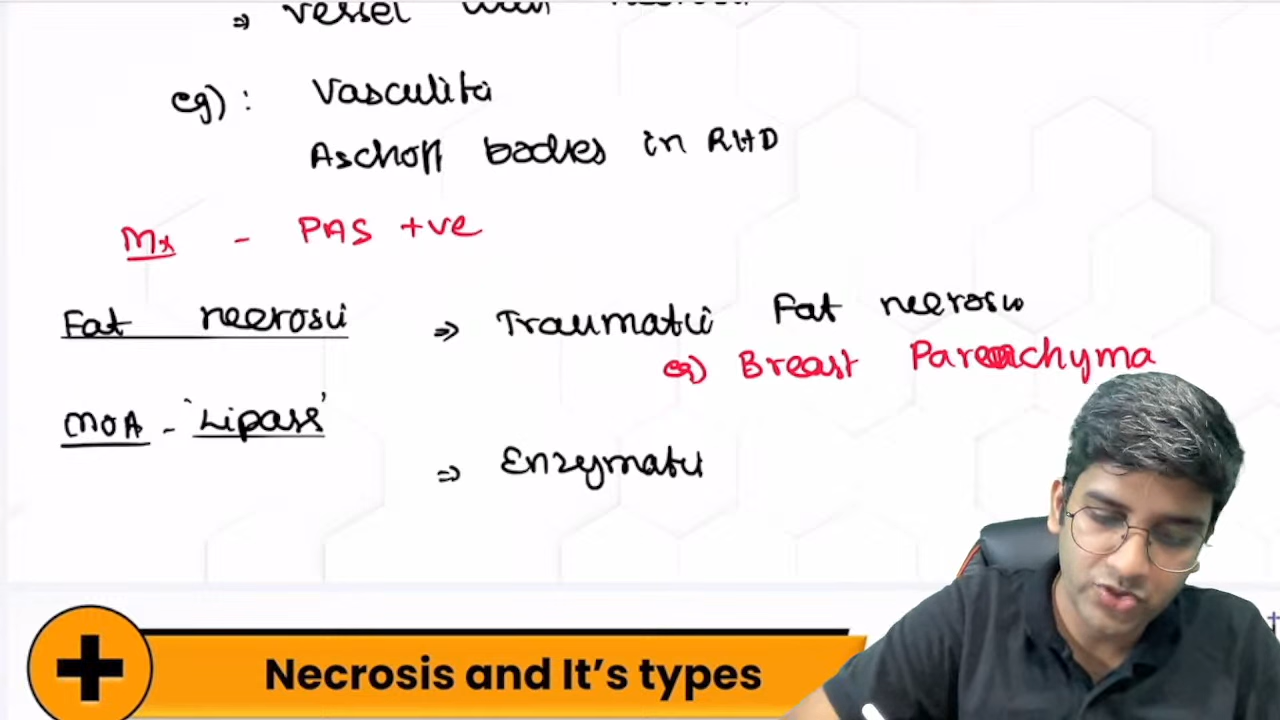 ⇒ vessel
eg): Vasculitis
Aschoff bodies in RHD
Mx - PAS +ve
Fat necrosis ⇒ Traumatic Fat necrosis
eg) Breast Parenchyma
MOA - 'Lipase'
⇒ Enzymatic
Necrosis and It's types